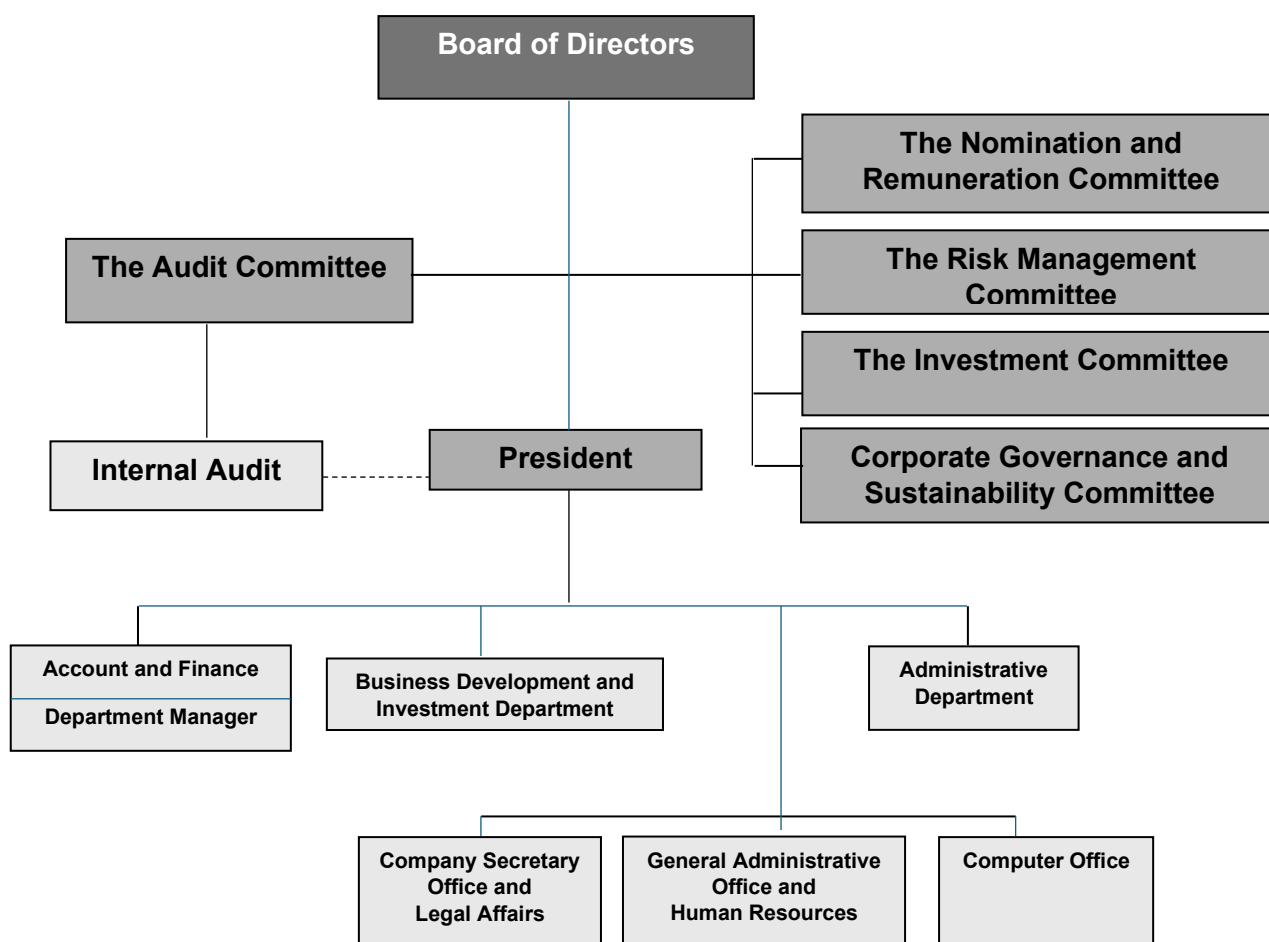 Board of Directors
The Nomination and
Remuneration Committee
The Audit Committee
The Risk Management
Committee
The Investment Committee
Internal Audit
President
Corporate Governance and
Sustainability Committee
Account and Finance
Department Manager
Business Development and
Investment Department
Administrative
Department
Company Secretary
Office and
Legal Affairs
General Administrative
Office and
Human Resources
Computer Office